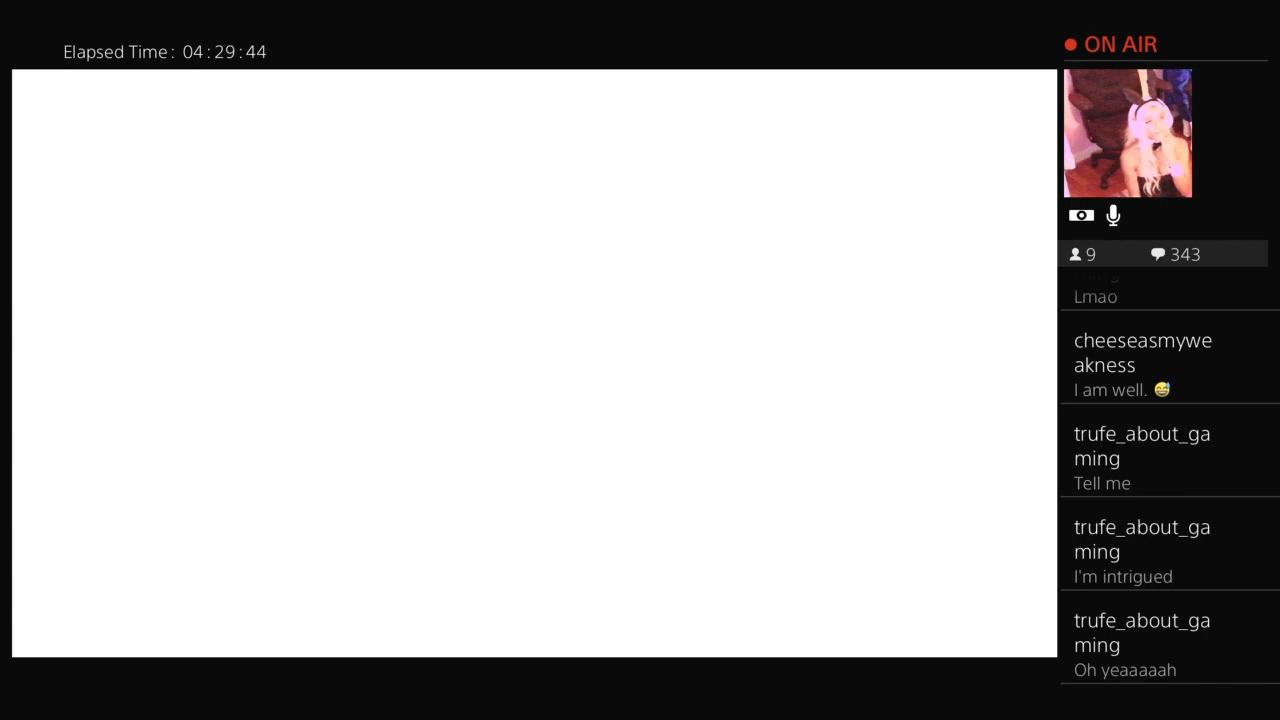 Elapsed Time: 04:29:44
ON AIR
9 343
Lmao
cheeseasmywe
akness
I am well. 😅
trufe_about_ga
ming
Tell me
trufe_about_ga
ming
I'm intrigued
trufe_about_ga
ming
Oh yeaaaaah